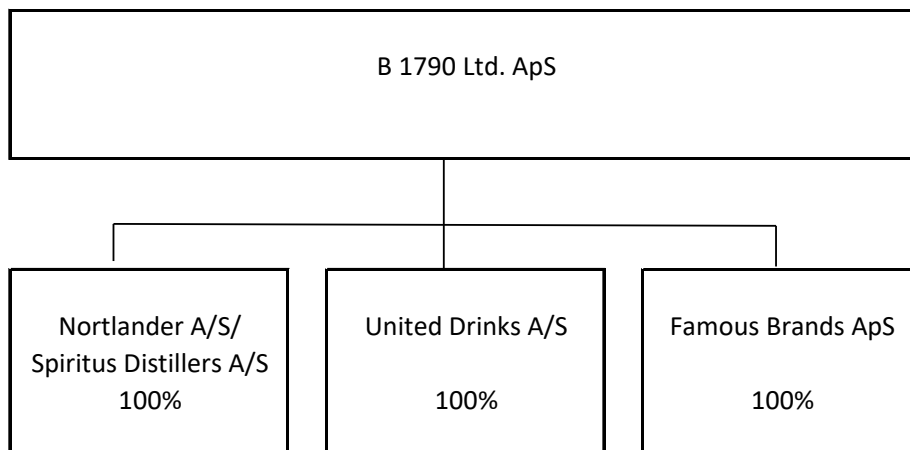 B 1790 Ltd. ApS
Nortlander A/S/
Spiritus Distillers A/S
100%
United Drinks A/S
100%
Famous Brands ApS
100%